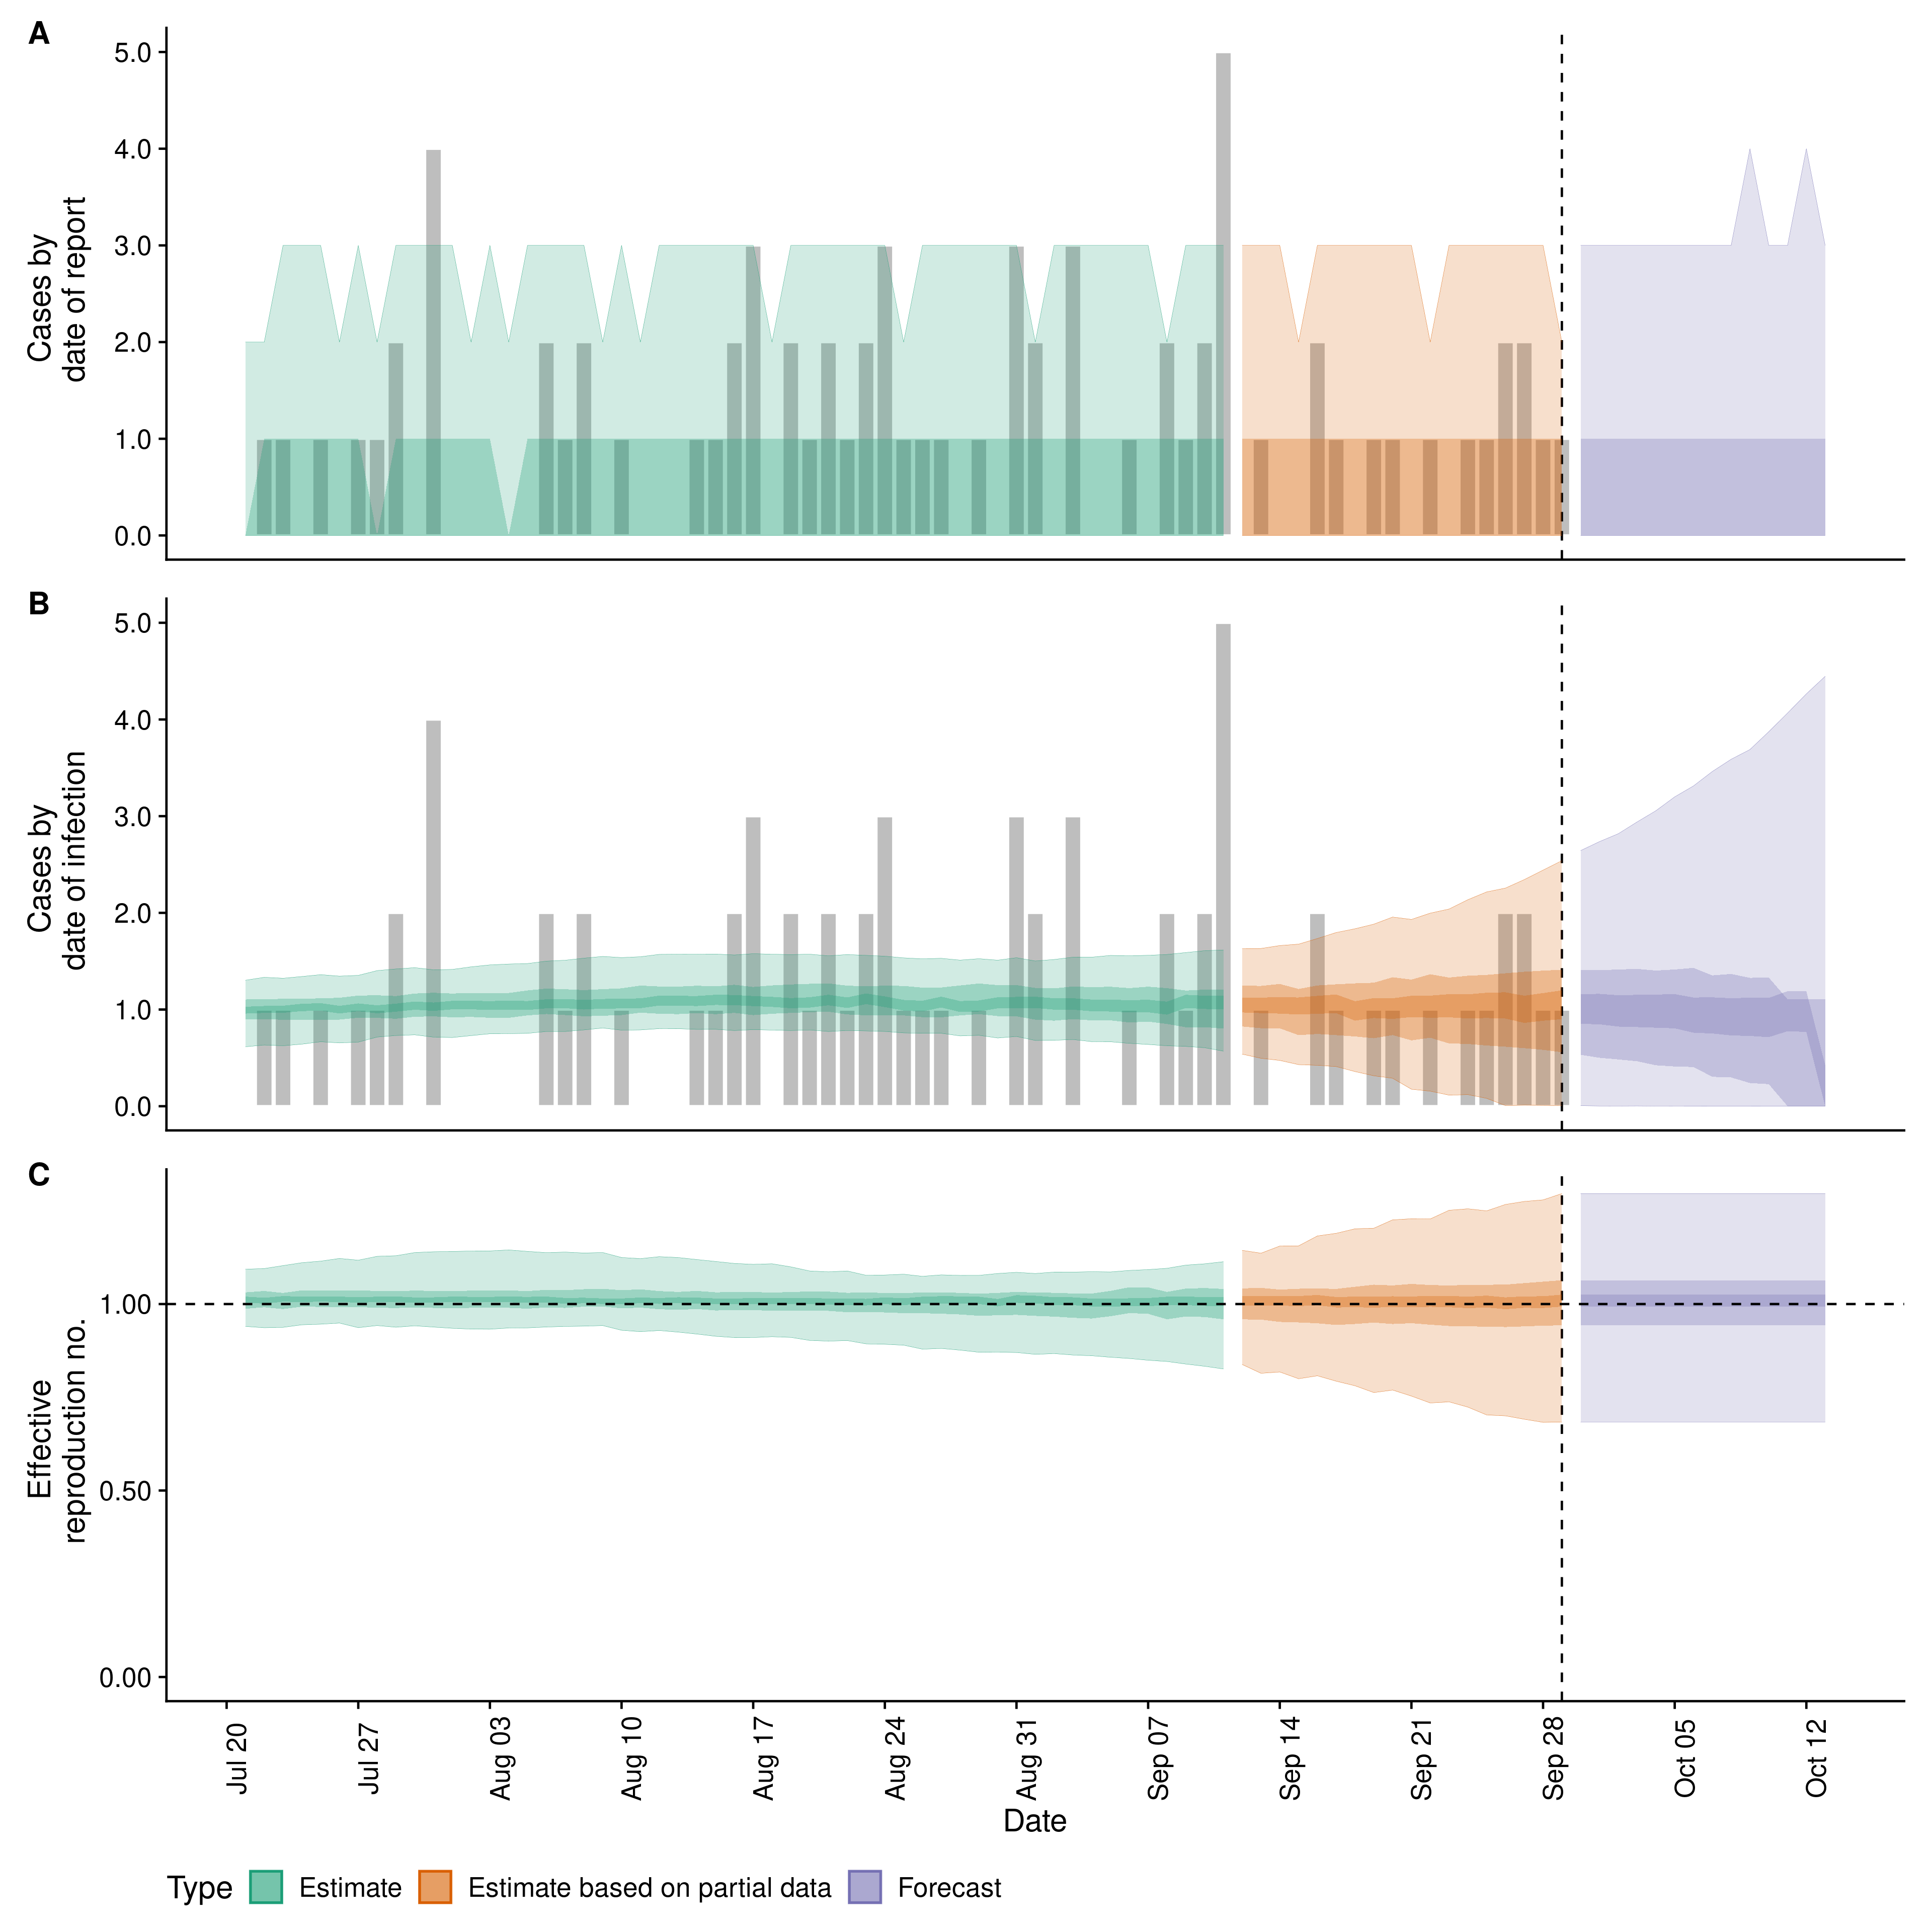 A
5.0
4.0
3.0
2.0
1.0
0.0
Cases by
date of report
B
5.0
4.0
3.0
2.0
1.0
0.0
Cases by
date of infection
C
1.00
0.50
0.00
Effective
reproduction no.
Jul 20
Jul 27
Aug 03
Aug 10
Aug 17
Aug 24
Aug 31
Sep 07
Sep 14
Sep 21
Sep 28
Oct 05
Oct 12
Date
Type Estimate Estimate based on partial data Forecast